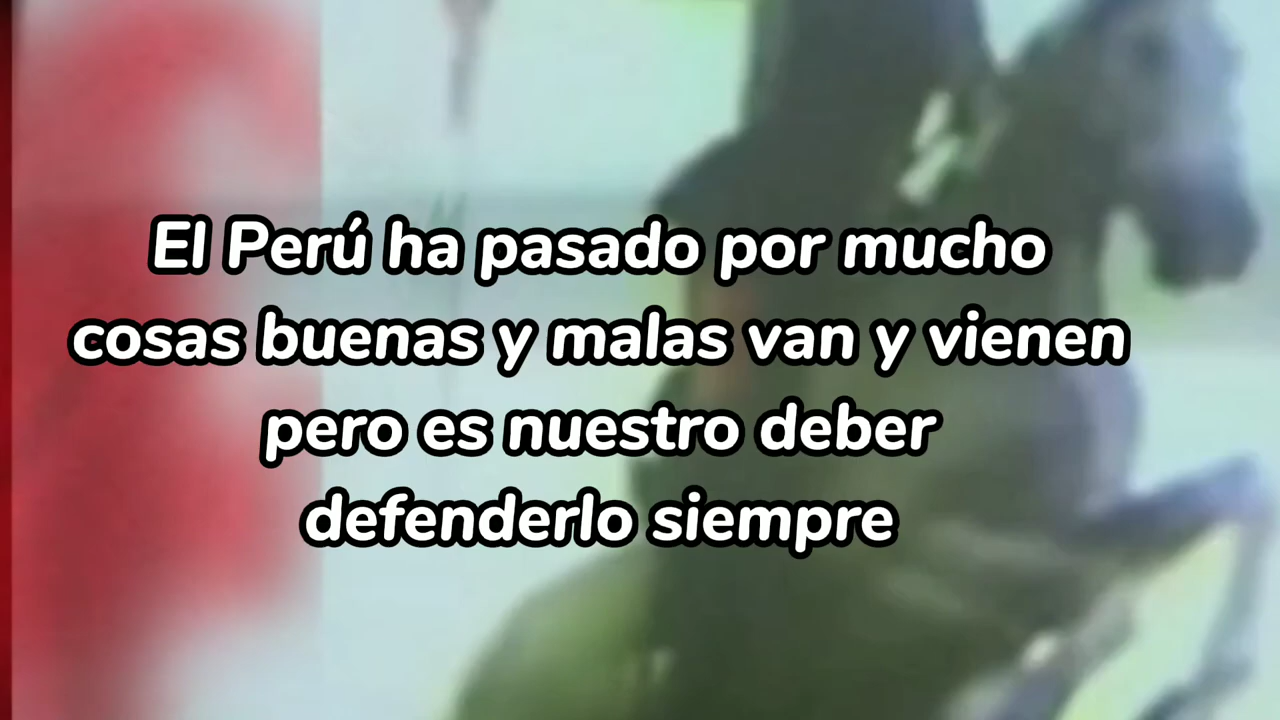 El Perú ha pasado por mucho
cosas buenas y malas van y vienen
pero es nuestro deber
defenderlo siempre